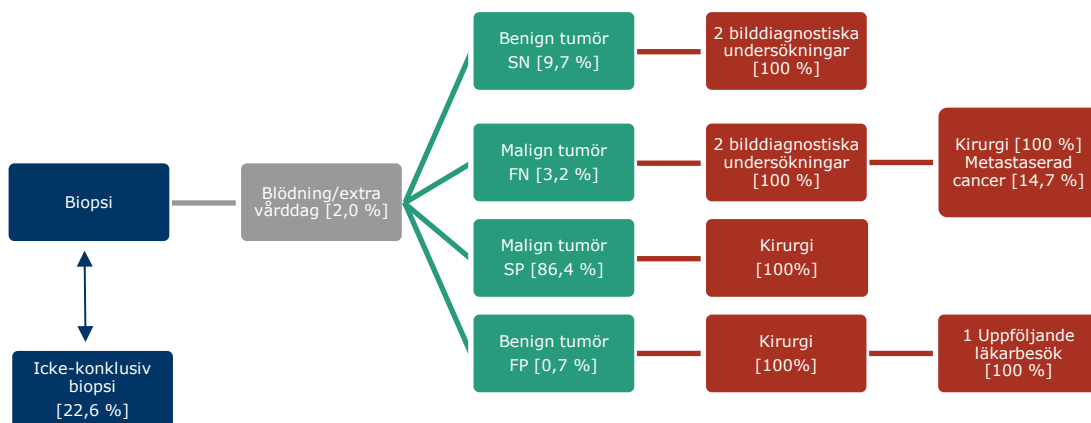 Biopsi
Icke-konklusiv
biopsi
[22,6 %]
Blödning/extra
vårddag [2,0 %]
Benign tumör
SN [9,7 %]
2 bilddiagnostiska
undersökningar
[100 %]
Malign tumör
FN [3,2 %]
2 bilddiagnostiska
undersökningar
[100 %]
Kirurgi [100 %]
Metastaserad
cancer [14,7 %]
Malign tumör
SP [86,4 %]
Kirurgi
[100%]
Benign tumör
FP [0,7 %]
Kirurgi
[100%]
1 Uppföljande
läkarbesök
[100 %]